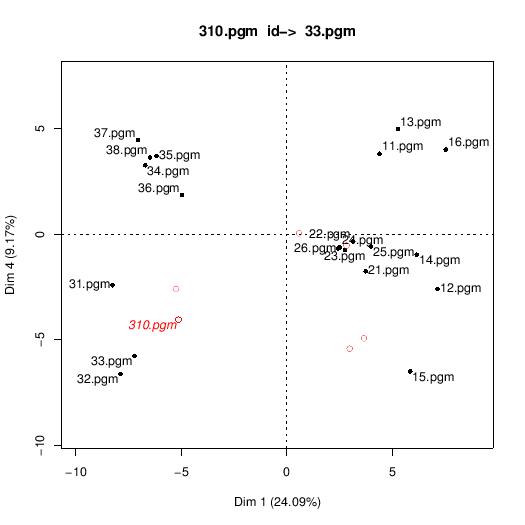 310.pgm id−> 33.pgm
13.pgm
37.pgm
16.pgm
11.pgm
38.pgm
35.pgm
34.pgm
36.pgm
22.pgm
24.pgm
26.pgm
23.pgm
25.pgm
14.pgm
21.pgm
31.pgm
12.pgm
310.pgm
33.pgm
32.pgm
15.pgm
5
0
−5
−10
Dim 4 (9.17%)
−10 −5 0 5
Dim 1 (24.09%)